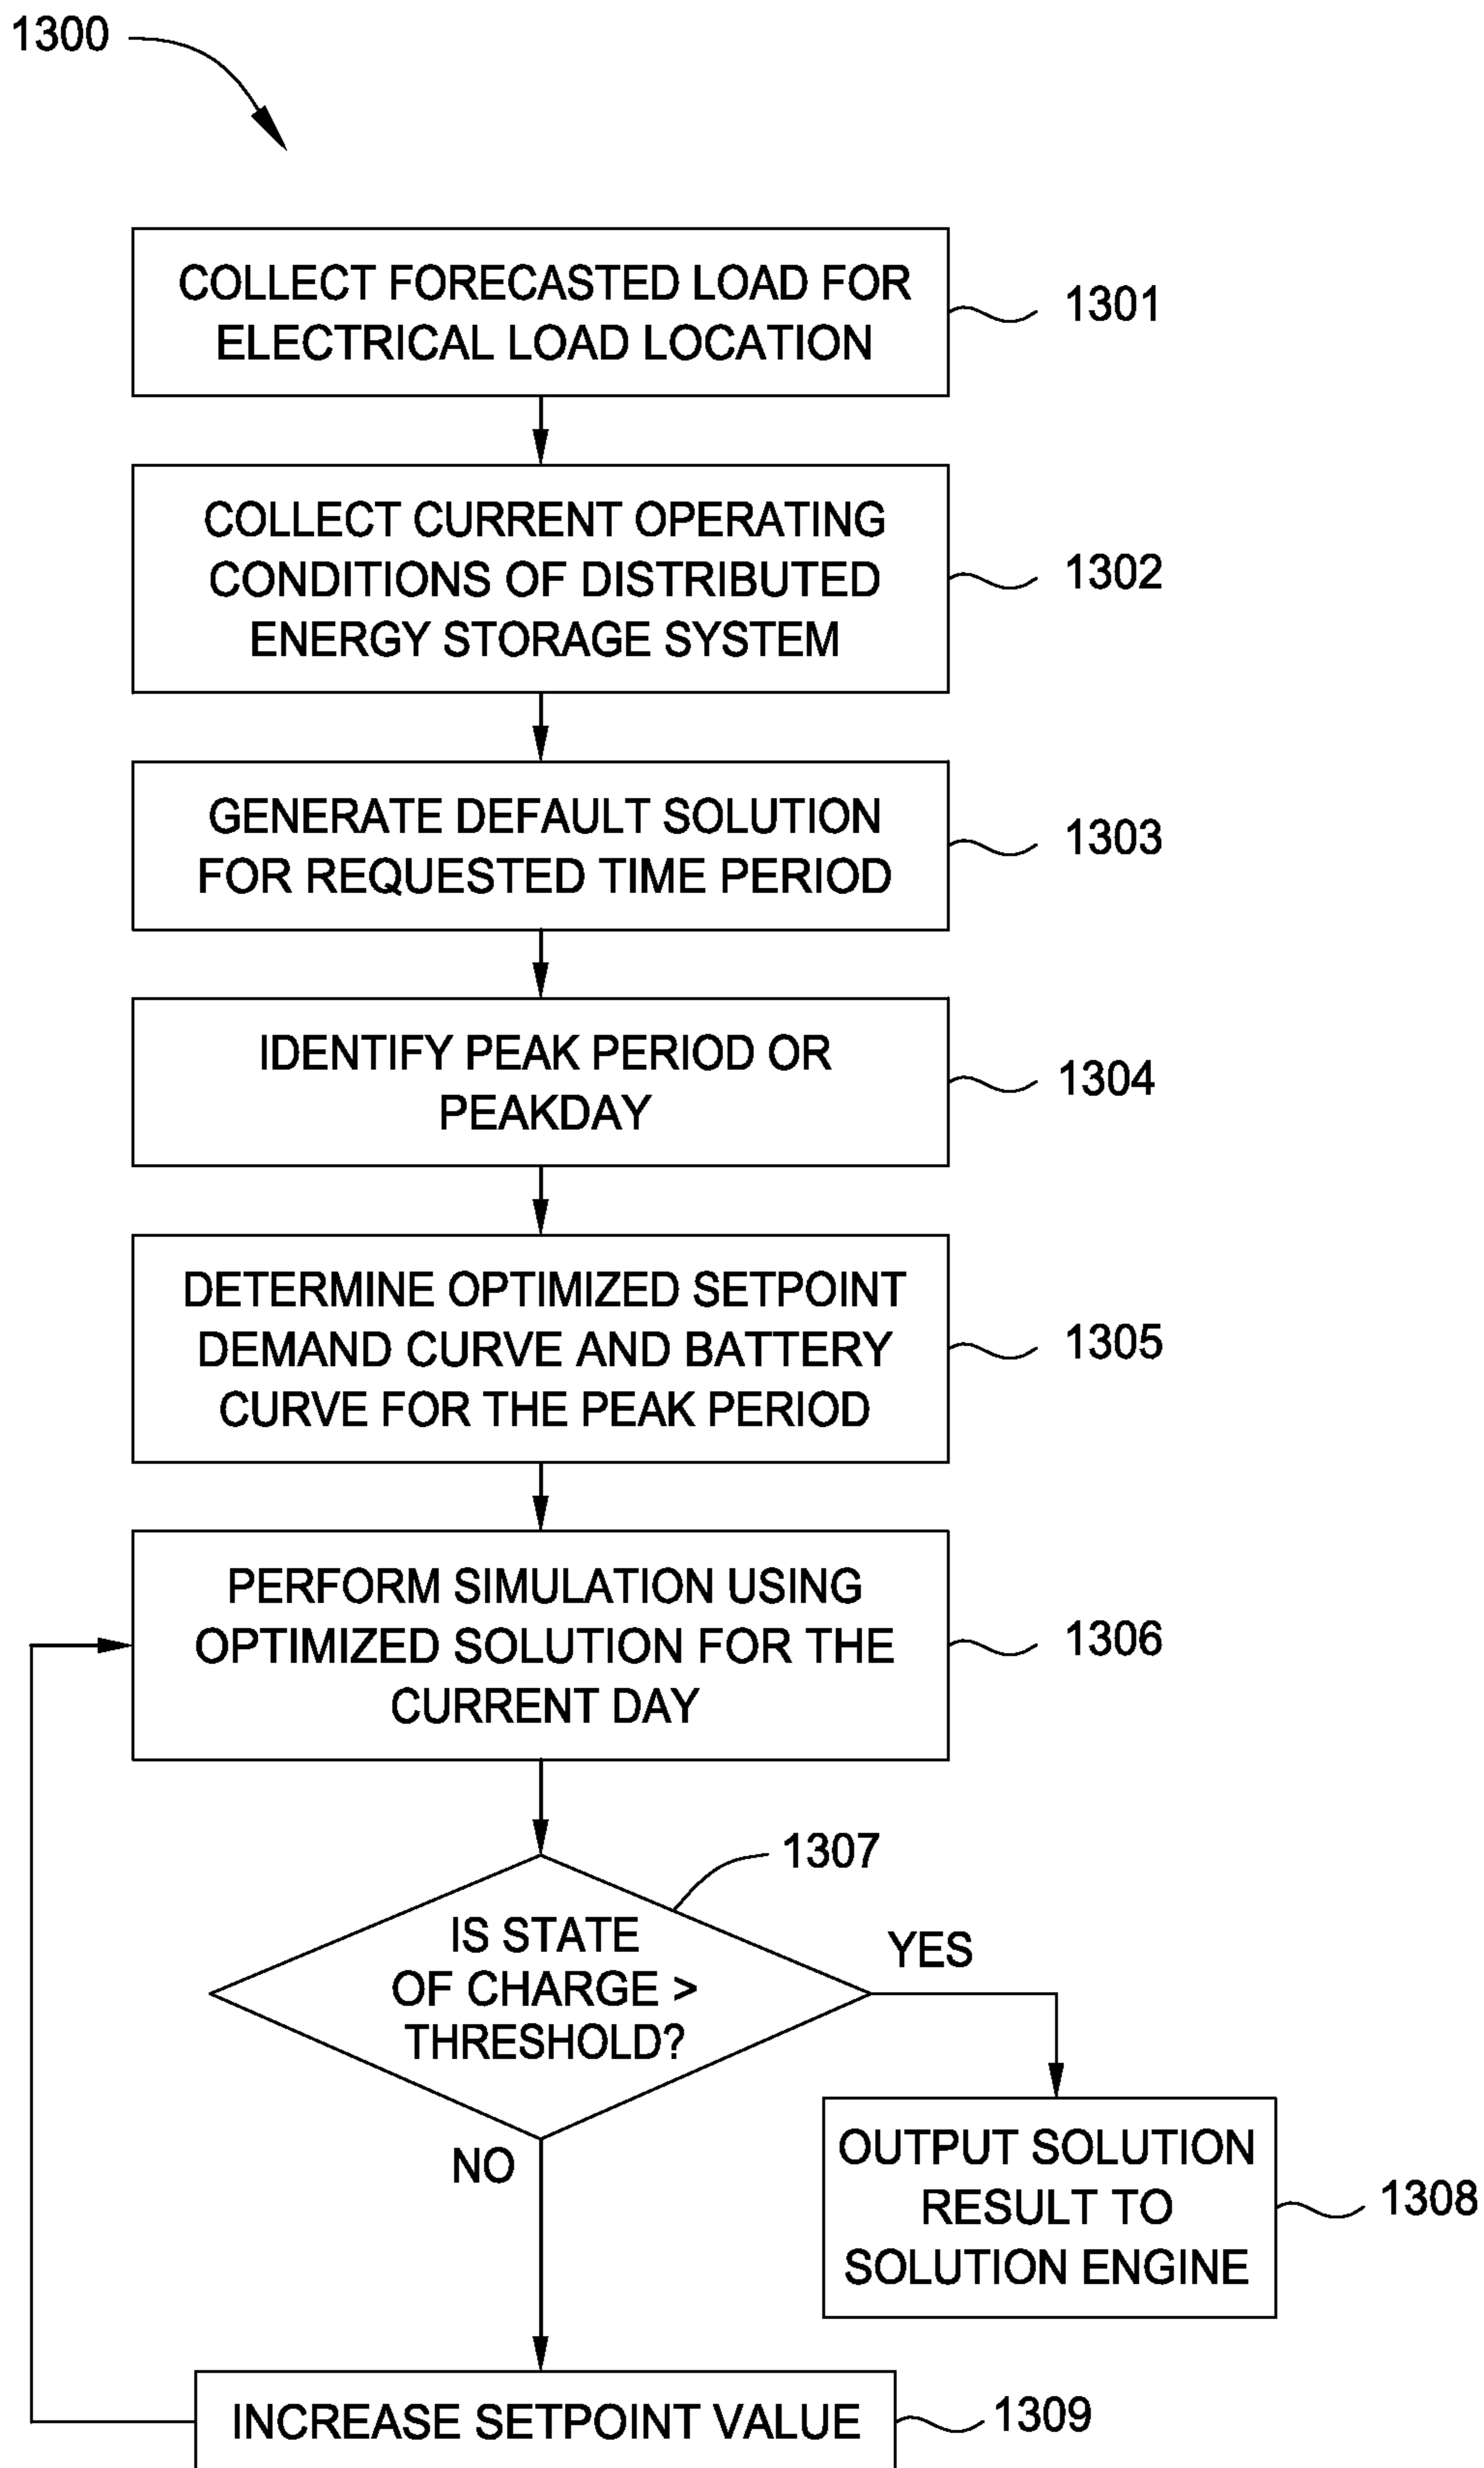 1300
COLLECT FORECASTED LOAD FOR
ELECTRICAL LOAD LOCATION
1301
COLLECT CURRENT OPERATING
CONDITIONS OF DISTRIBUTED
ENERGY STORAGE SYSTEM
1302
GENERATE DEFAULT SOLUTION
FOR REQUESTED TIME PERIOD
1303
IDENTIFY PEAK PERIOD OR
PEAKDAY
1304
DETERMINE OPTIMIZED SETPOINT
DEMAND CURVE AND BATTERY
CURVE FOR THE PEAK PERIOD
1305
PERFORM SIMULATION USING
OPTIMIZED SOLUTION FOR THE
CURRENT DAY
1306
IS STATE
OF CHARGE >
THRESHOLD?
1307
YES
NO
OUTPUT SOLUTION
RESULT TO
SOLUTION ENGINE
1308
INCREASE SETPOINT VALUE
1309